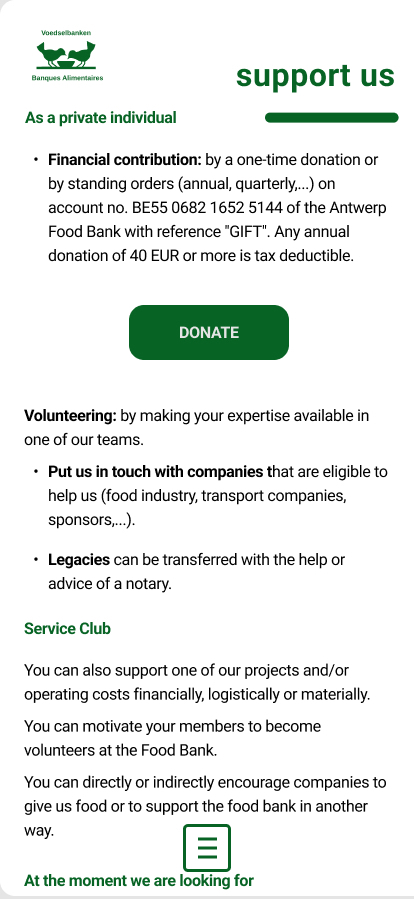 Voedselbanken
Banques Alimentaires
support us
As a private individual
• Financial contribution: by a one-time donation or
by standing orders (annual, quarterly,...) on
account no. BE55 0682 1652 5144 of the Antwerp
Food Bank with reference "GIFT". Any annual
donation of 40 EUR or more is tax deductible.
DONATE
Volunteering: by making your expertise available in
one of our teams.
• Put us in touch with companies that are eligible to
help us (food industry, transport companies,
sponsors,...).
• Legacies can be transferred with the help or
advice of a notary.
Service Club
You can also support one of our projects and/or
operating costs financially, logistically or materially.
You can motivate your members to become
volunteers at the Food Bank.
You can directly or indirectly encourage companies to
give us food or to support the food bank in another
way.
At the moment we are looking for